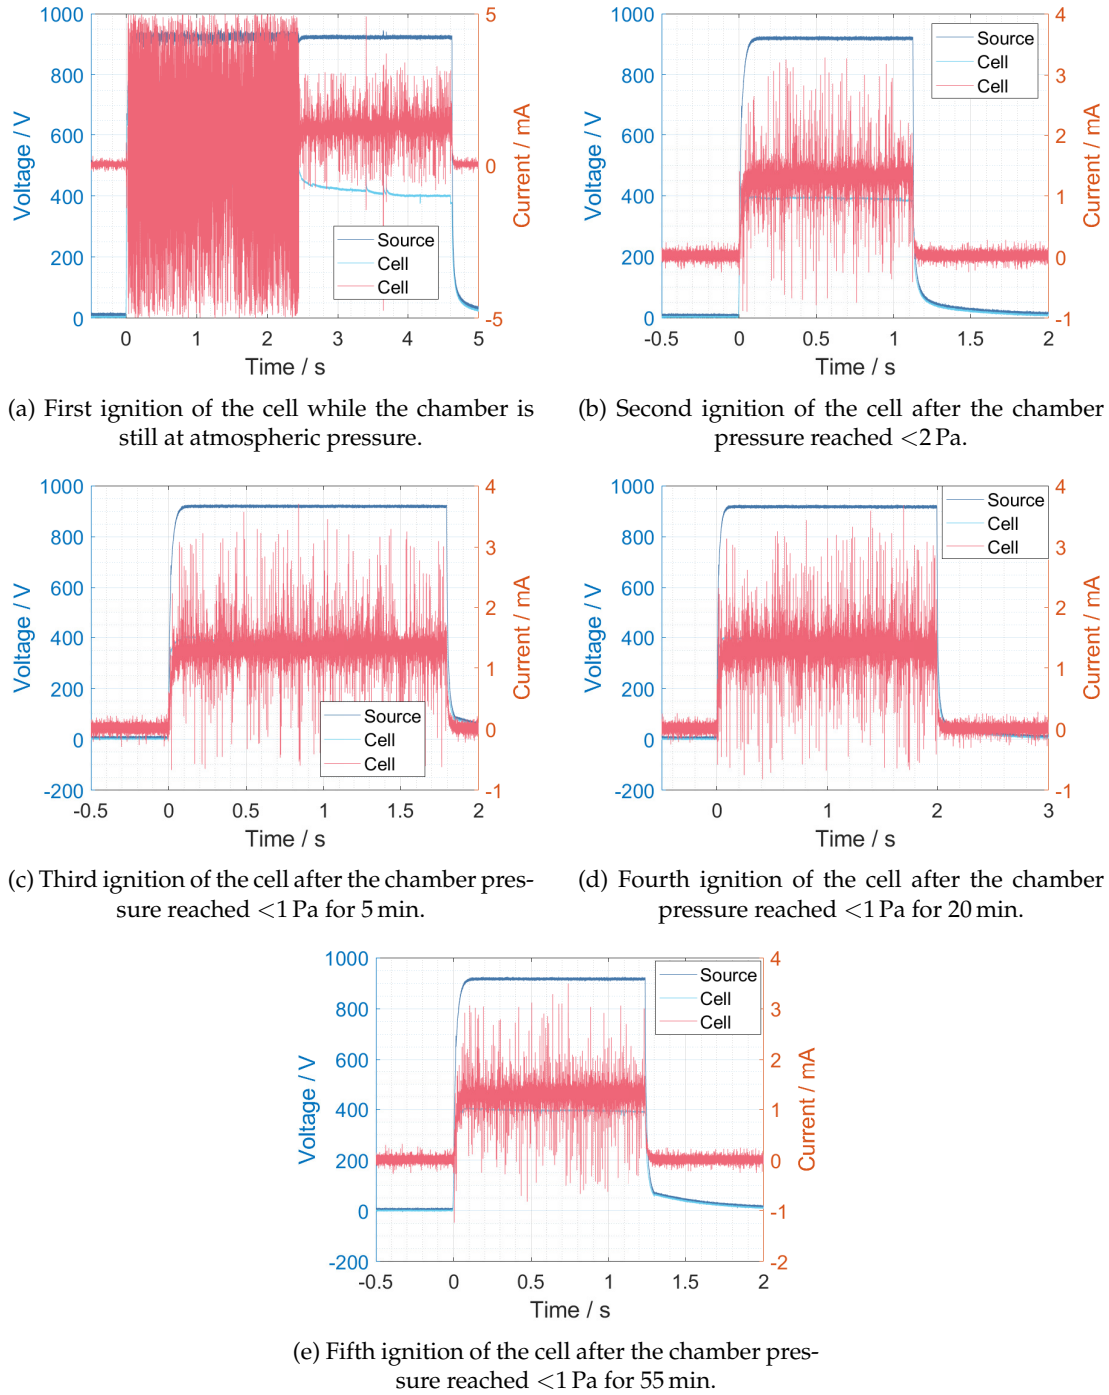 1000
800
600
400
200
0
Voltage / V
5
0
-5
Current / mA
Source
Cell
Cell
0 1 2 3 4 5
Time / s
(a) First ignition of the cell while the chamber is
still at atmospheric pressure.
1000
800
600
400
200
0
Voltage / V
4
3
2
1
0
-1
Current / mA
Source
Cell
Cell
-0.5 0 0.5 1 1.5 2
Time / s
(b) Second ignition of the cell after the chamber
pressure reached <2 Pa.
1000
800
600
400
200
0
-200
Voltage / V
4
3
2
1
0
-1
Current / mA
Source
Cell
Cell
-0.5 0 0.5 1 1.5 2
Time / s
(c) Third ignition of the cell after the chamber pres-
sure reached <1 Pa for 5 min.
1000
800
600
400
200
0
-200
Voltage / V
4
3
2
1
0
-1
Current / mA
Source
Cell
Cell
0 1 2 3
Time / s
(d) Fourth ignition of the cell after the chamber
pressure reached <1 Pa for 20 min.
1000
800
600
400
200
0
-200
Voltage / V
4
3
2
1
0
-1
-2
Current / mA
Source
Cell
Cell
-0.5 0 0.5 1 1.5 2
Time / s
(e) Fifth ignition of the cell after the chamber pres-
sure reached <1 Pa for 55 min.